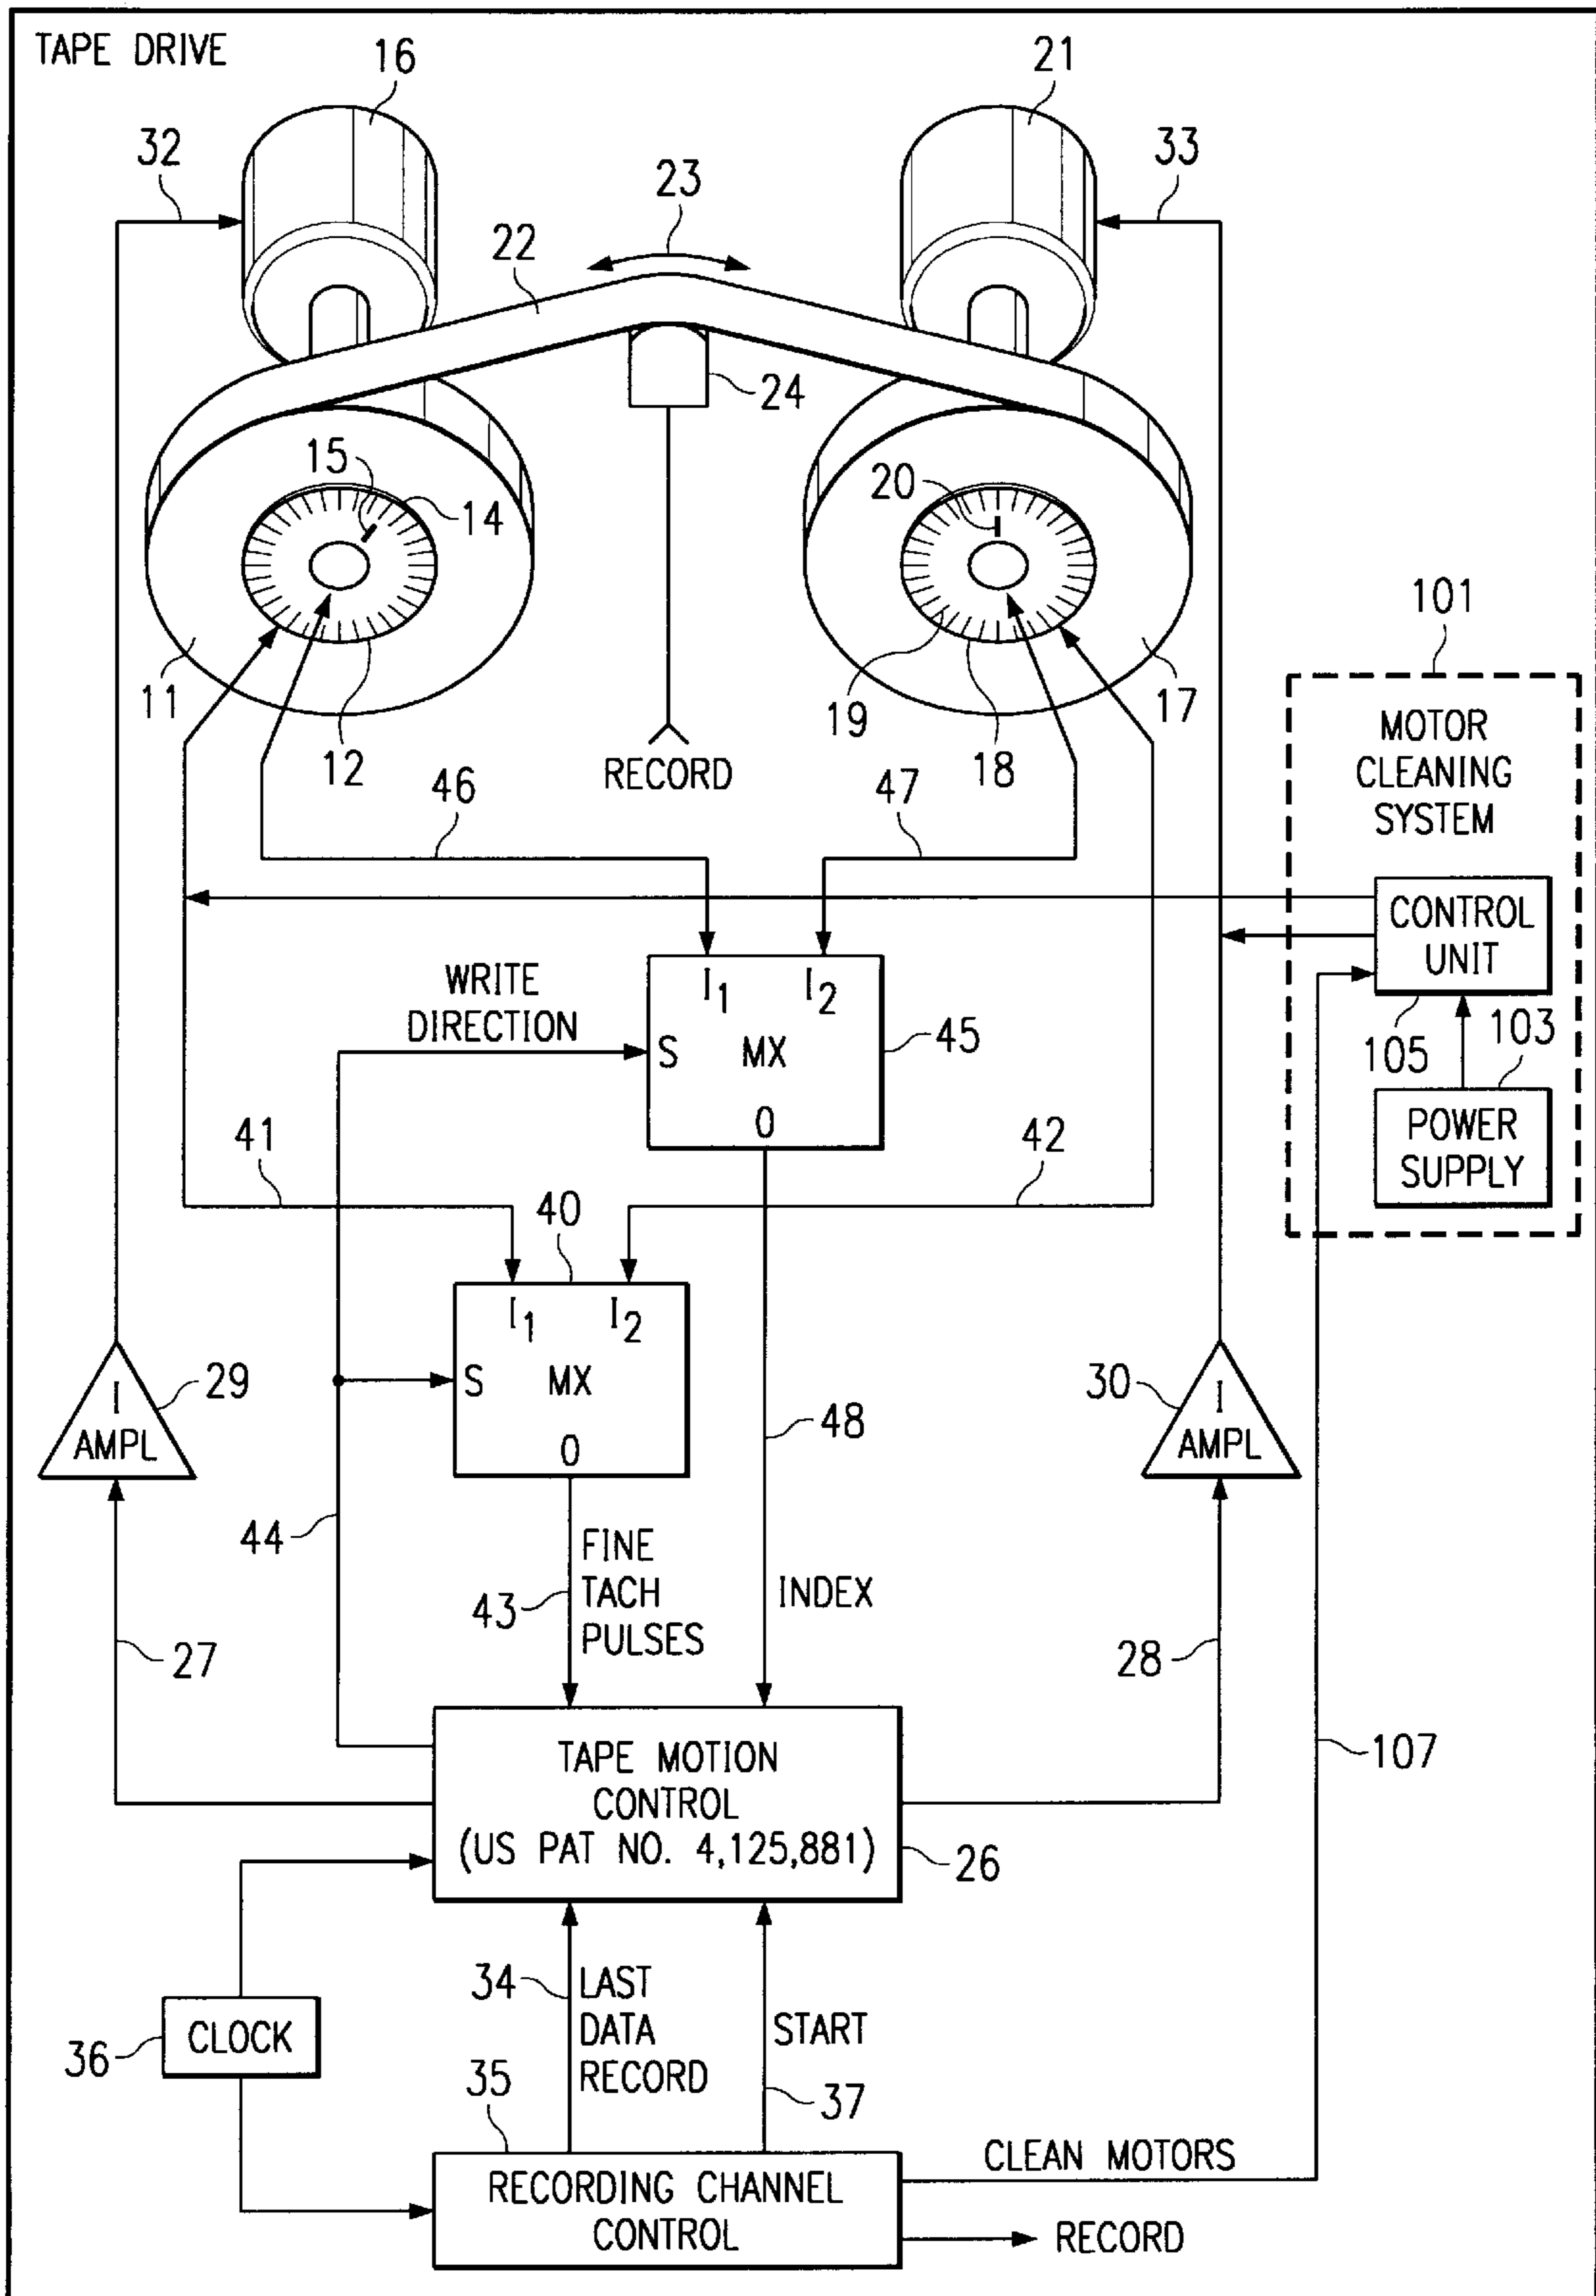 TAPE DRIVE
16
21
32
33
23
22
24
15
14
20
101
11
12
19
18
17
RECORD
MOTOR
CLEANING
SYSTEM
46
47
CONTROL
UNIT
WRITE
DIRECTION
I1 I2
S MX
O
45
105
103
POWER
SUPPLY
41
42
40
I1 I2
S MX
O
29
I
AMPL
30
I
AMPL
48
44
FINE
TACH
PULSES
43
INDEX
27
28
107
TAPE MOTION
CONTROL
(US PAT NO. 4,125,881)
26
34
LAST
DATA
RECORD
START
36
CLOCK
35
37
CLEAN MOTORS
RECORDING CHANNEL
CONTROL
RECORD